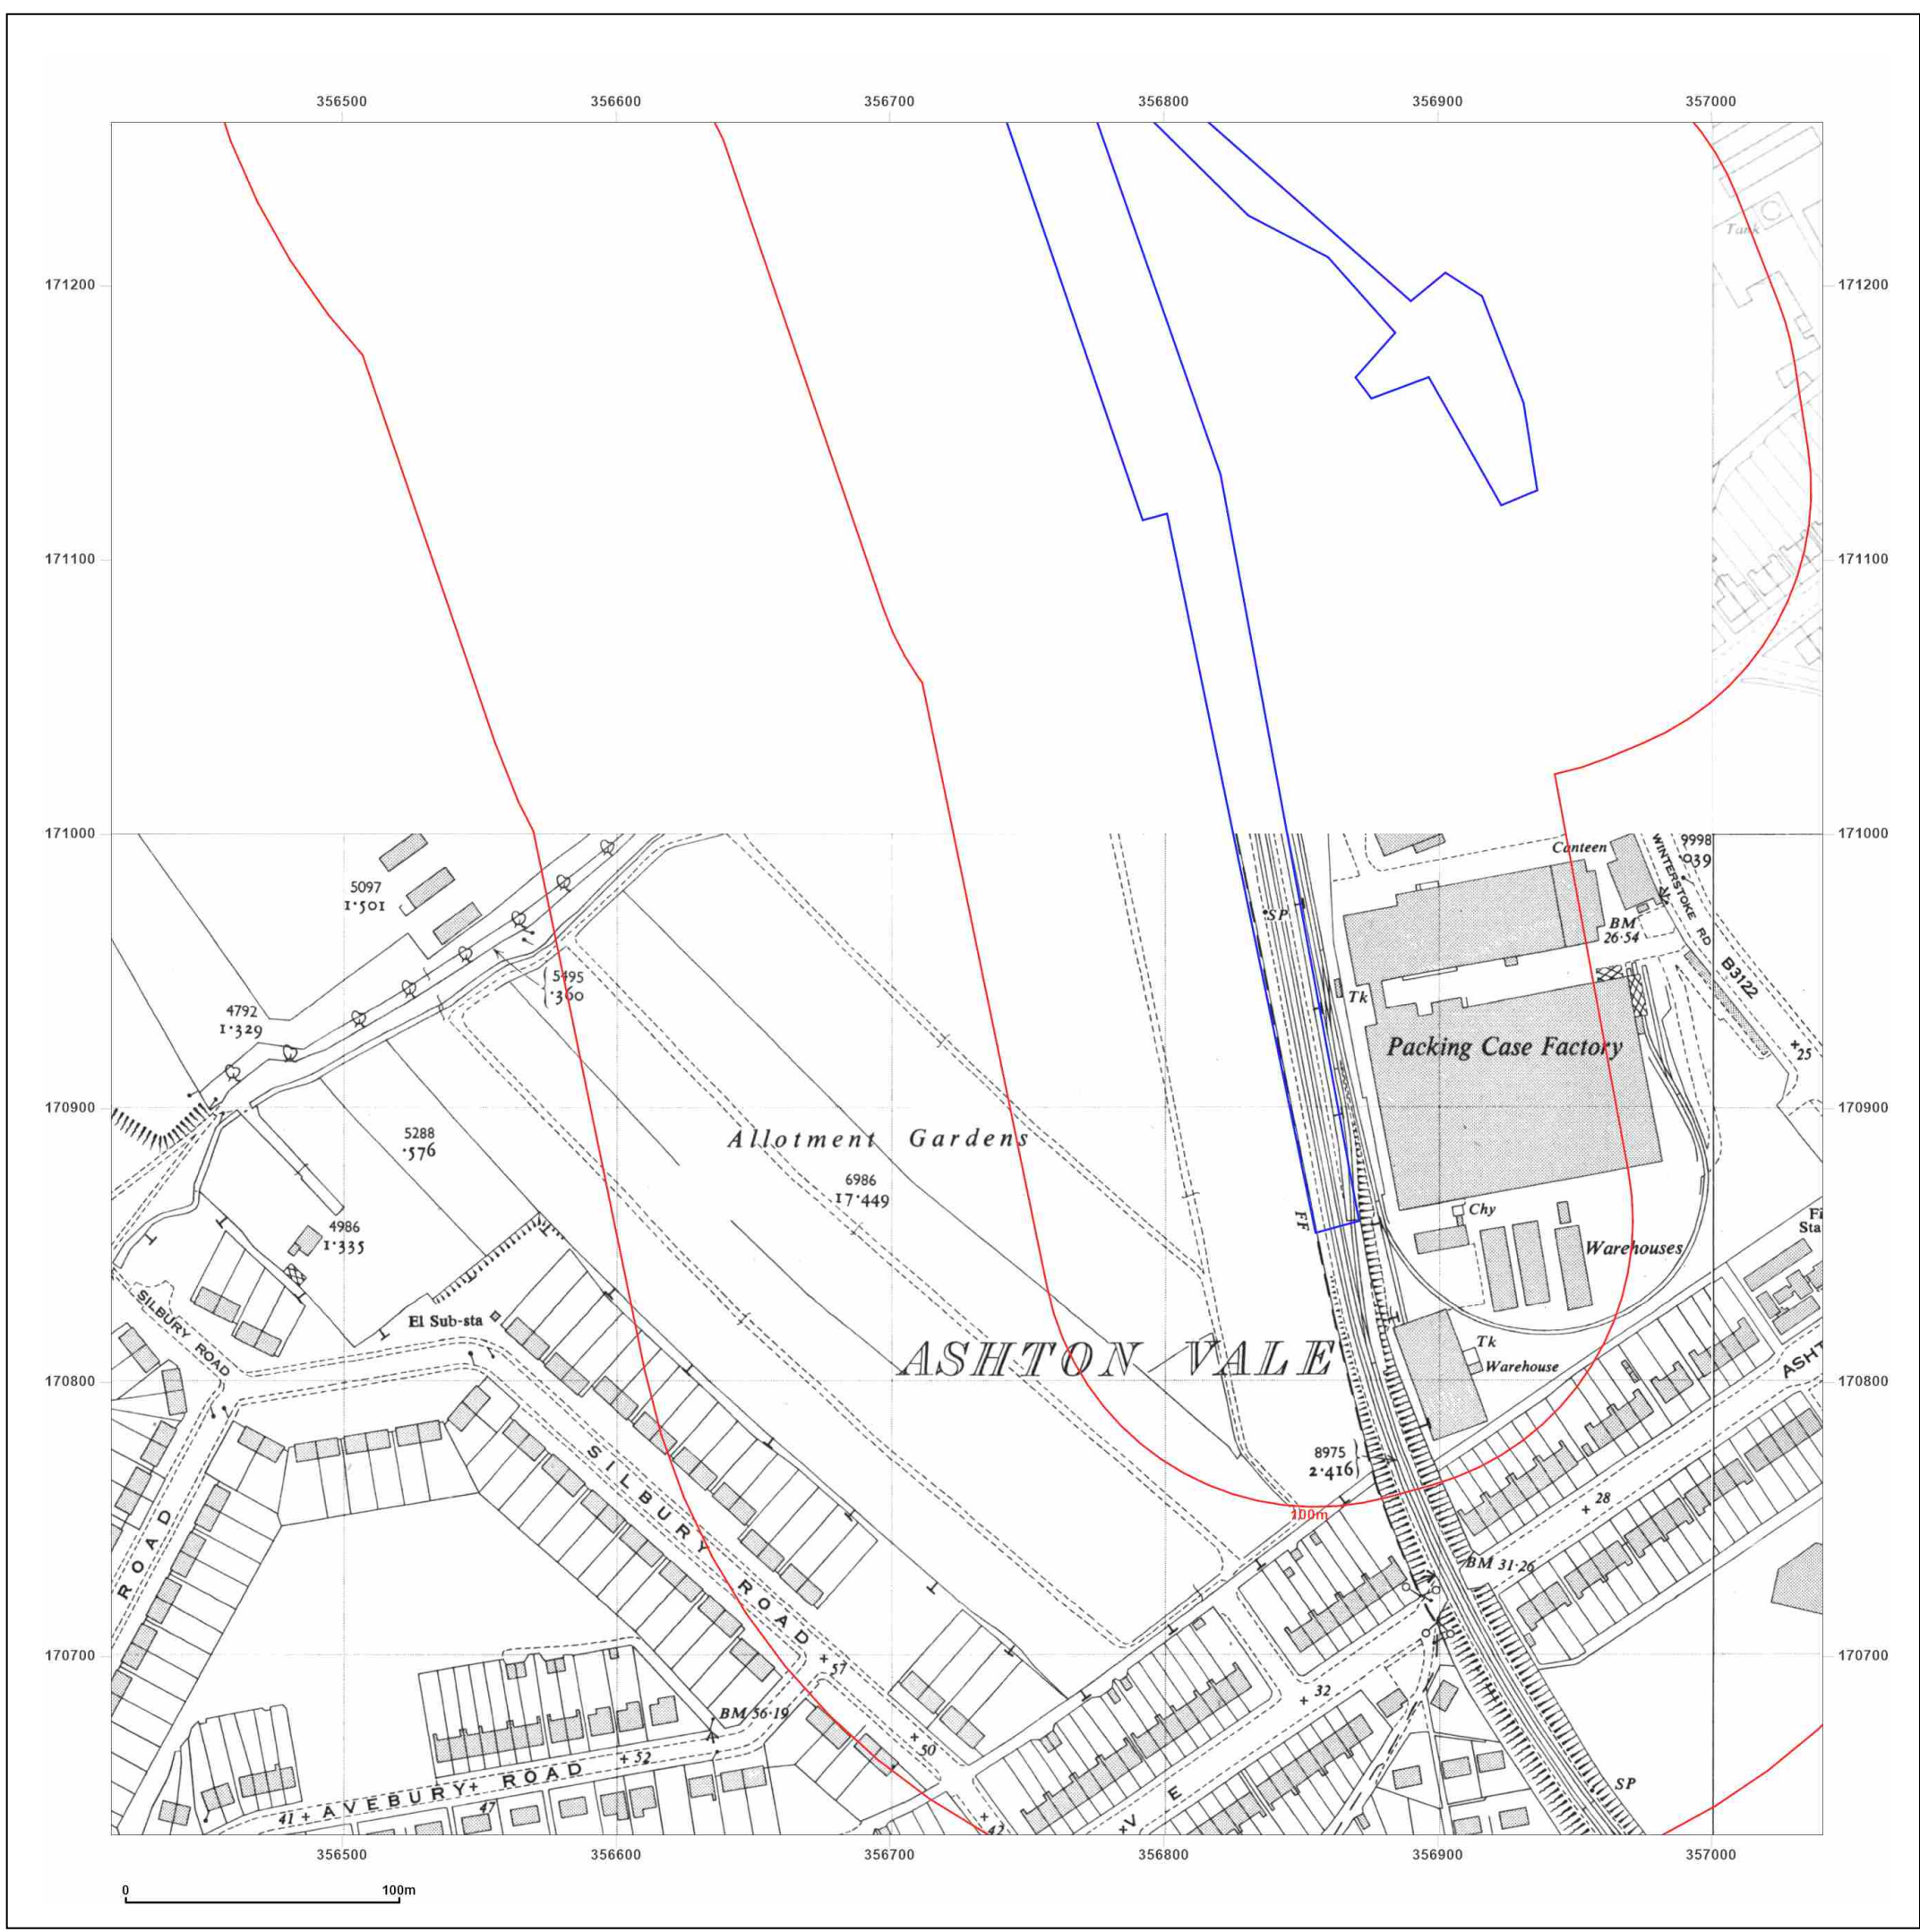 356500 356600 356700 356800 356900 357000
Tank
171200 171200
171100 171100
171000 171000
Canteen
WINTERSTOKE RD
9998
.039
5097
1.501
SP
BM
26.54
B3122
5495
.360
Tk
4792
1.329
Packing Case Factory
+25
170900 170900
5288
.576
Allotment Gardens
6986
17.449
FF
Chy
Fi
Sta
4986
1.335
Warehouses
SILBURY ROAD
El Sub-sta
ASHTON VALE
Tk
Warehouse
ASHT
170800 170800
8975
2.416
SILBURY ROAD
ROAD
100m
+ 28
BM 31.26
170700 170700
+57
+ 32
BM 56.19
+ 52
+50
SP
AVEBURY ROAD
41 +
47
+
42
+V E
356500 356600 356700 356800 356900 357000
0 100m